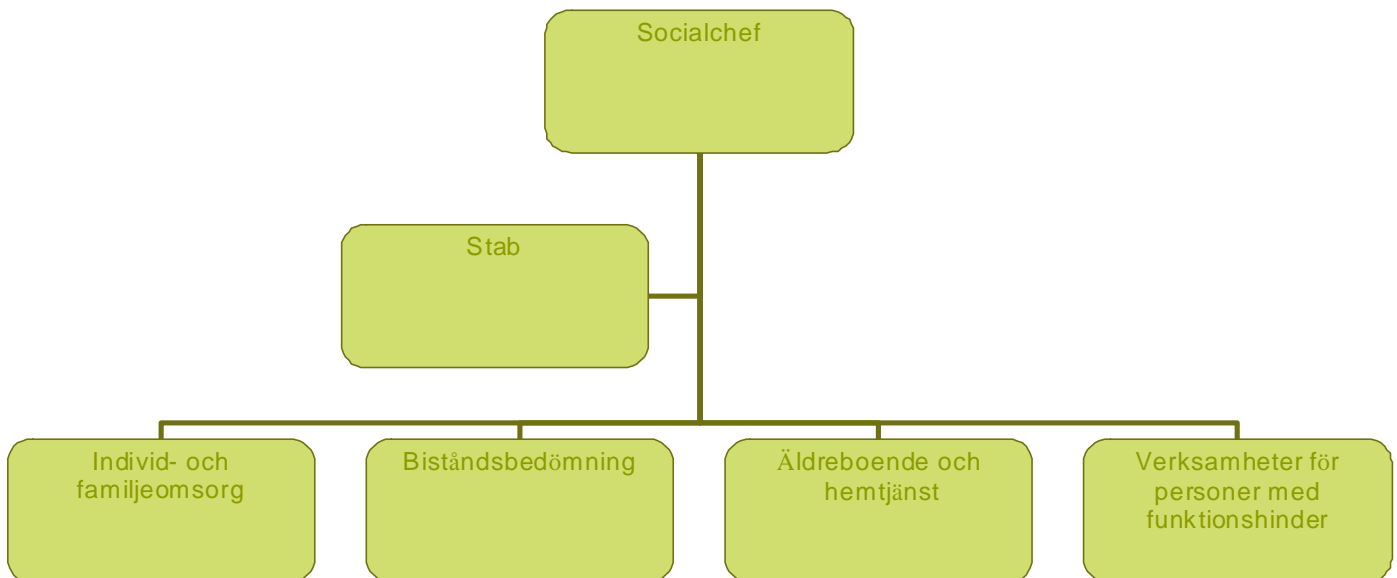 Socialchef
Stab
Individ- och
familjeomsorg
Biståndsbedömning
Äldreboende och
hemtjänst
Verksamheter för
personer med
funktionshinder